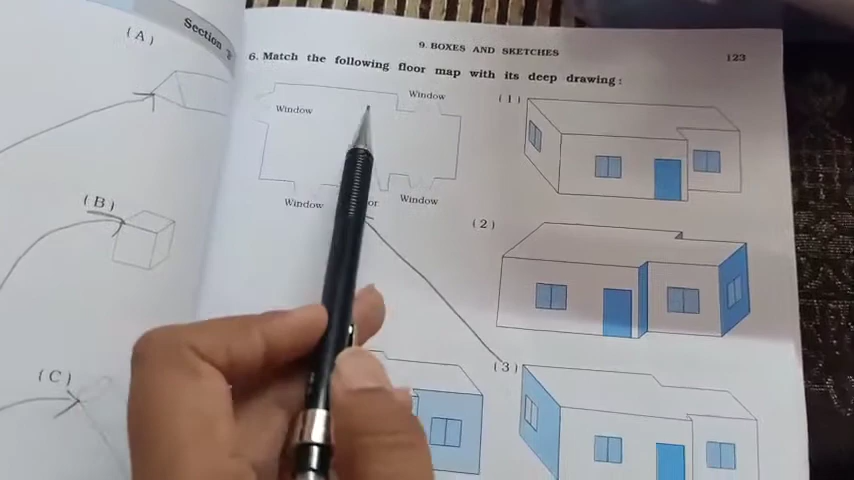 Section
9. BOXES AND SKETCHES
123
6. Match the following floor map with its deep drawing :
(A)
Window
Window
(1)
(B)
Window
Window
(2)
(C)
(3)